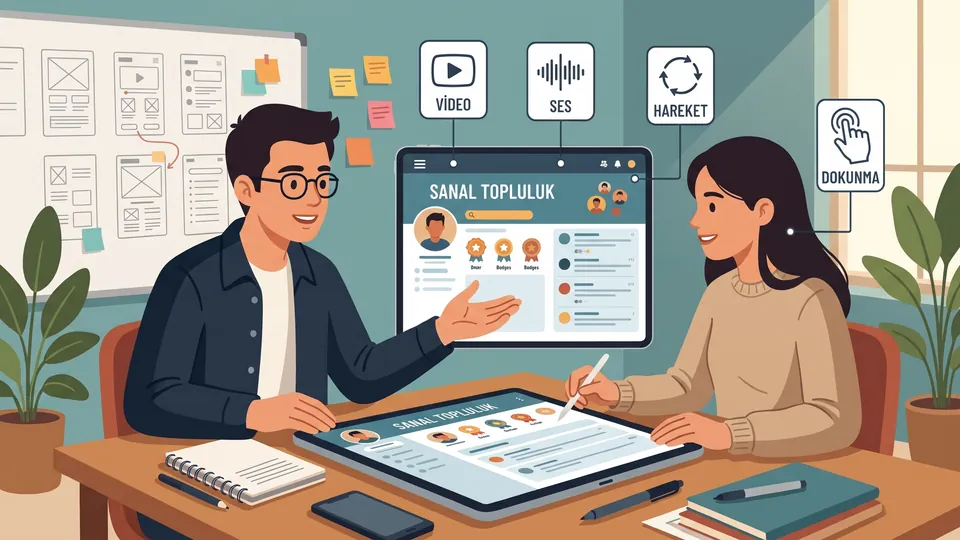 VİDEO
SES
HAREKET
DOKUNMA
SANAL TOPLULUK
Badges
Badges
SANAL TOPLULUK